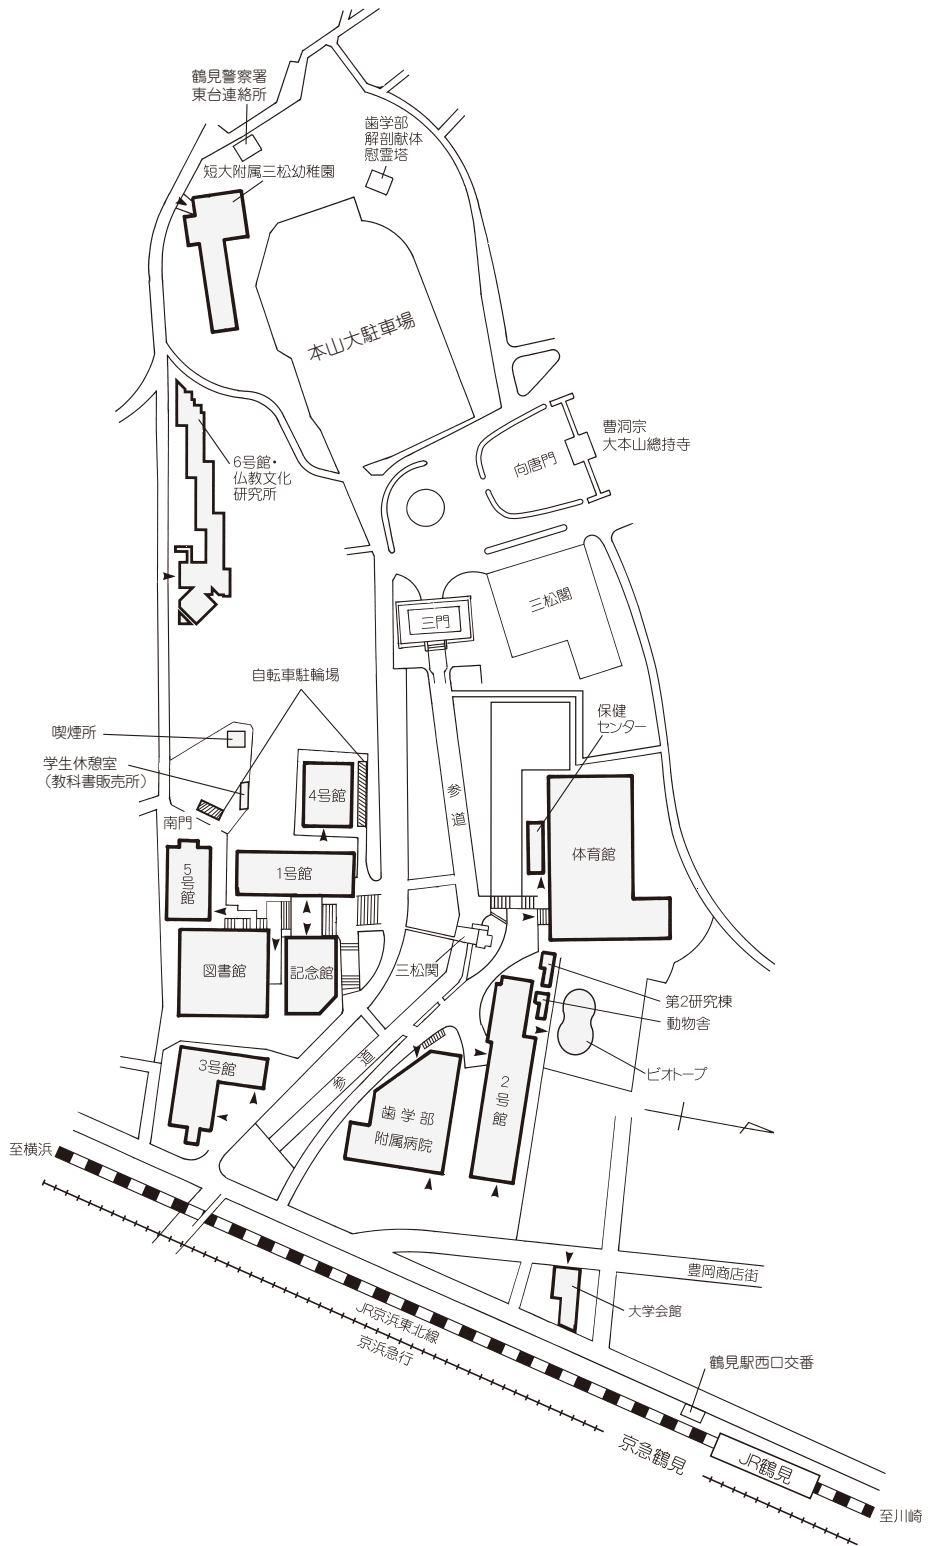 鶴見警察署
東台連絡所
歯学部
解剖献体
慰霊塔
短大附属三松幼稚園
本山大駐車場
曹洞宗
大本山總持寺
向唐門
6号館・
仏教文化
研究所
三松閣
三門
自転車駐輪場
保健
センター
喫煙所
学生休憩室
（教科書販売所）
4号館
参道
南門
体育館
5号館
1号館
図書館
記念館
三松関
第2研究棟
動物舎
3号館
参道
ビオトープ
2号館
歯学部
附属病院
至横浜
豊岡商店街
大学会館
JR京浜東北線
京浜急行
鶴見駅西口交番
京急鶴見
JR鶴見
至川崎